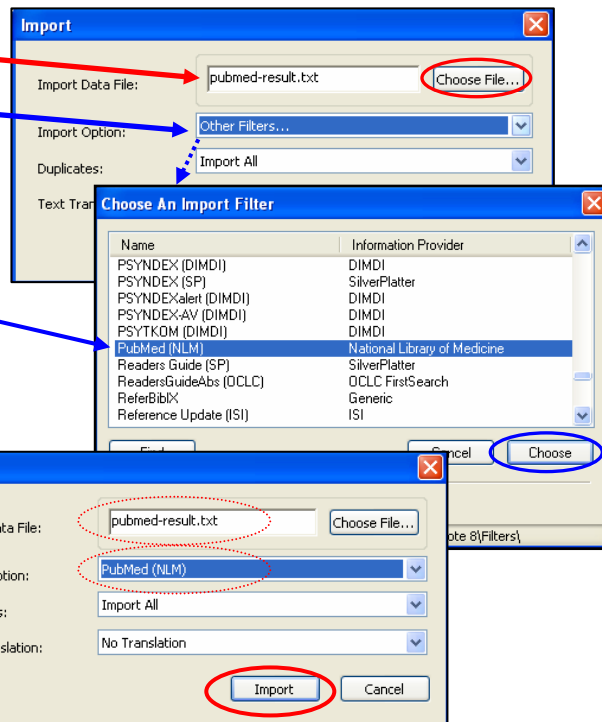 Import
Import Data File:
pubmed-result.txt
Choose File...
Import Option:
Other Filters...
Duplicates:
Import All
Text Tran
Choose An Import Filter
Name Information Provider
PSYNDEX (DIMDI) DIMDI
PSYNDEX (SP) SilverPlatter
PSYNDEXalert (DIMDI) DIMDI
PSYNDEX-AV (DIMDI) DIMDI
PSYTKOM (DIMDI) DIMDI
PubMed (NLM) National Library of Medicine
Readers Guide (SP) SilverPlatter
ReadersGuideAbs (OCLC) OCLC FirstSearch
ReferBibIX Generic
Reference Update (ISI) ISI
Find
Cancel
Choose
ote 8\Filters\
ata File:
pubmed-result.txt
Choose File...
ption:
PubMed (NLM)
s:
Import All
slation:
No Translation
Import
Cancel